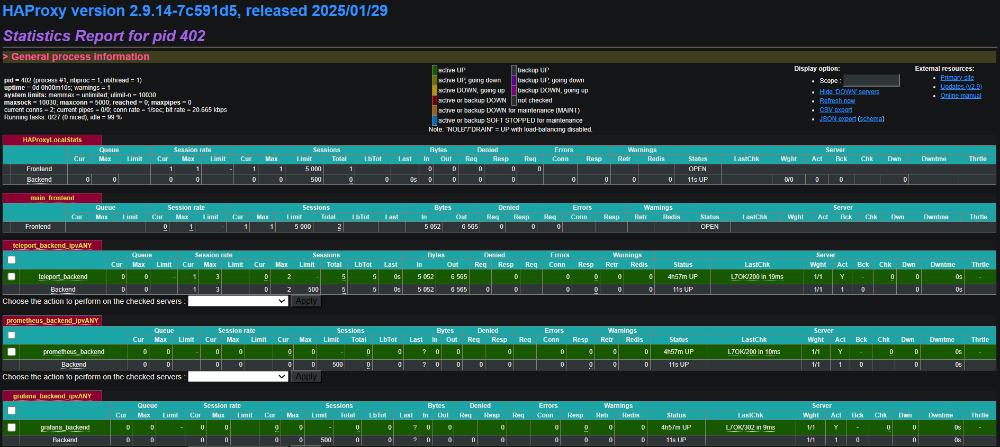 HAProxy version 2.9.14-7c591d5, released 2025/01/29
Statistics Report for pid 402
> General process information
pid = 402 (process #1, nbproc = 1, nbthread = 1)
uptime = 0d 0h00m10s; warnings = 1
system limits: memmax = unlimited; ulimit-n = 10030
maxsock = 10030; maxconn = 5000; reached = 0; maxpipes = 0
current conns = 2; current pipes = 0/0; conn rate = 1/sec; bit rate = 20.665 kbps
Running tasks: 0/27 (0 niced); idle = 99 %
active UP backup UP
active UP, going down backup UP, going down
active DOWN, going up backup DOWN, going up
active or backup DOWN not checked
active or backup DOWN for maintenance (MAINT)
active or backup SOFT STOPPED for maintenance
Note: "NOLB"/"DRAIN" = UP with load-balancing disabled.
Display option:
Scope :
Hide 'DOWN' servers
Refresh now
CSV export
JSON export (schema)
External resources:
Primary site
Updates (v2.9)
Online manual
HAProxyLocalStats
Queue Session rate Sessions Bytes Denied Errors Warnings Server
Cur Max Limit Cur Max Limit Cur Max Limit Total LbTot Last In Out Req Resp Req Conn Resp Retr Redis Status LastChk Wght Act Bck Chk Dwn Dwntme Thrtle
Frontend 1 1 - 1 1 5 000 1 0 0 0 0 0 OPEN
Backend 0 0 0 0 0 0 500 0 0 0s 0 0 0 0 0 0 0 0 11s UP 0/0 0 0 0
main_frontend
Queue Session rate Sessions Bytes Denied Errors Warnings Server
Cur Max Limit Cur Max Limit Cur Max Limit Total LbTot Last In Out Req Resp Req Conn Resp Retr Redis Status LastChk Wght Act Bck Chk Dwn Dwntme Thrtle
Frontend 0 1 - 1 1 5 000 2 5 052 6 565 0 0 0 OPEN
teleport_backend_ipvANY
Queue Session rate Sessions Bytes Denied Errors Warnings Server
Cur Max Limit Cur Max Limit Cur Max Limit Total LbTot Last In Out Req Resp Req Conn Resp Retr Redis Status LastChk Wght Act Bck Chk Dwn Dwntme Thrtle
teleport_backend 0 0 - 1 3 0 2 - 5 5 0s 5 052 6 565 0 0 0 0 0 4h57m UP L7OK/200 in 19ms 1/1 Y - 0 0 0s -
Backend 0 0 1 3 0 2 500 5 5 0s 5 052 6 565 0 0 0 0 0 0 11s UP 1/1 1 0 0 0s
Choose the action to perform on the checked servers : Apply
prometheus_backend_ipvANY
Queue Session rate Sessions Bytes Denied Errors Warnings Server
Cur Max Limit Cur Max Limit Cur Max Limit Total LbTot Last In Out Req Resp Req Conn Resp Retr Redis Status LastChk Wght Act Bck Chk Dwn Dwntme Thrtle
prometheus_backend 0 0 - 0 0 0 0 - 0 0 ? 0 0 0 0 0 0 0 4h57m UP L7OK/200 in 10ms 1/1 Y - 0 0 0s -
Backend 0 0 0 0 0 0 500 0 0 ? 0 0 0 0 0 0 0 0 11s UP 1/1 1 0 0 0s
Choose the action to perform on the checked servers : Apply
grafana_backend_ipvANY
Queue Session rate Sessions Bytes Denied Errors Warnings Server
Cur Max Limit Cur Max Limit Cur Max Limit Total LbTot Last In Out Req Resp Req Conn Resp Retr Redis Status LastChk Wght Act Bck Chk Dwn Dwntme Thrtle
grafana_backend 0 0 - 0 0 0 0 - 0 0 ? 0 0 0 0 0 0 0 4h57m UP L7OK/302 in 9ms 1/1 Y - 0 0 0s -
Backend 0 0 0 0 0 0 500 0 0 ? 0 0 0 0 0 0 0 0 11s UP 1/1 1 0 0 0s